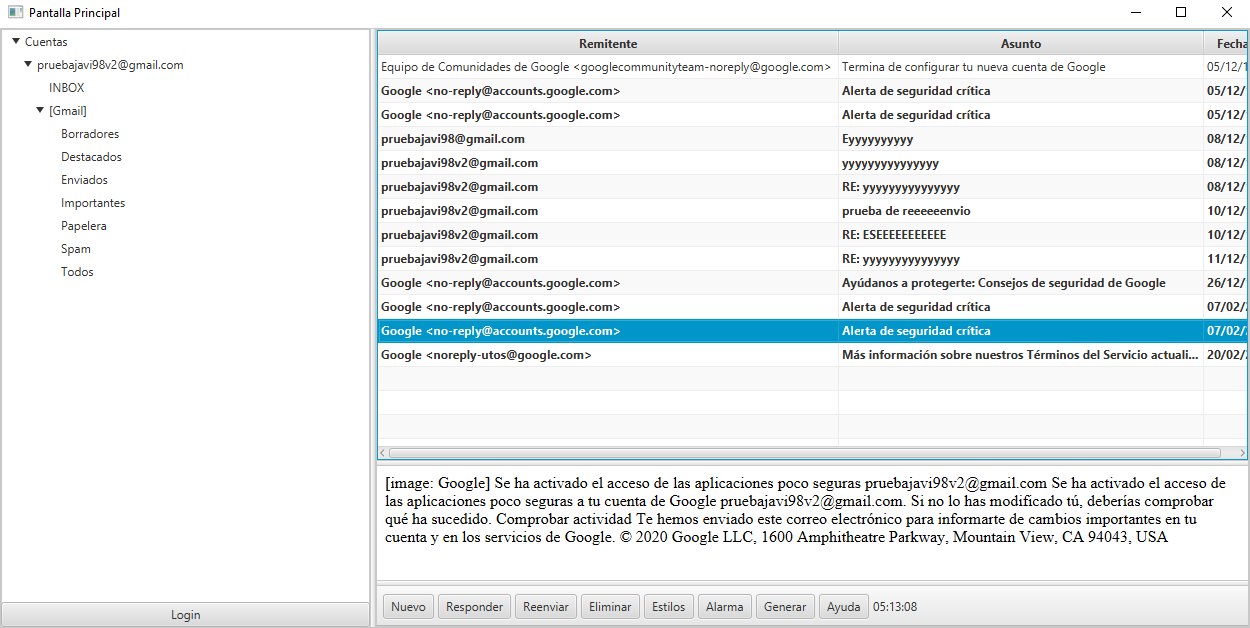 Pantalla Principal
Cuentas
pruebajavi98v2@gmail.com
INBOX
[Gmail]
Borradores
Destacados
Enviados
Importantes
Papelera
Spam
Todos
Login
Remitente Asunto Fecha
Equipo de Comunidades de Google <googlecommunityteam-noreply@google.com> Termina de configurar tu nueva cuenta de Google 05/12/1
Google <no-reply@accounts.google.com> Alerta de seguridad crítica 05/12/
Google <no-reply@accounts.google.com> Alerta de seguridad crítica 05/12/
pruebajavi98@gmail.com Eyyyyyyyyyy 08/12/
pruebajavi98v2@gmail.com yyyyyyyyyyyyyyy 08/12/
pruebajavi98v2@gmail.com RE: yyyyyyyyyyyyyyy 08/12/
pruebajavi98v2@gmail.com prueba de reeeeeenvio 10/12/
pruebajavi98v2@gmail.com RE: ESEEEEEEEEEEE 10/12/
pruebajavi98v2@gmail.com RE: yyyyyyyyyyyyyyy 11/12/
Google <no-reply@accounts.google.com> Ayúdanos a protegerte: Consejos de seguridad de Google 26/12/
Google <no-reply@accounts.google.com> Alerta de seguridad crítica 07/02/
Google <no-reply@accounts.google.com> Alerta de seguridad crítica 07/02/
Google <noreply-utos@google.com> Más información sobre nuestros Términos del Servicio actuali... 20/02/
[image: Google] Se ha activado el acceso de las aplicaciones poco seguras pruebajavi98v2@gmail.com Se ha activado el acceso de
las aplicaciones poco seguras a tu cuenta de Google pruebajavi98v2@gmail.com. Si no lo has modificado tú, deberías comprobar
qué ha sucedido. Comprobar actividad Te hemos enviado este correo electrónico para informarte de cambios importantes en tu
cuenta y en los servicios de Google. © 2020 Google LLC, 1600 Amphitheatre Parkway, Mountain View, CA 94043, USA
Nuevo Responder Reenviar Eliminar Estilos Alarma Generar Ayuda 05:13:08